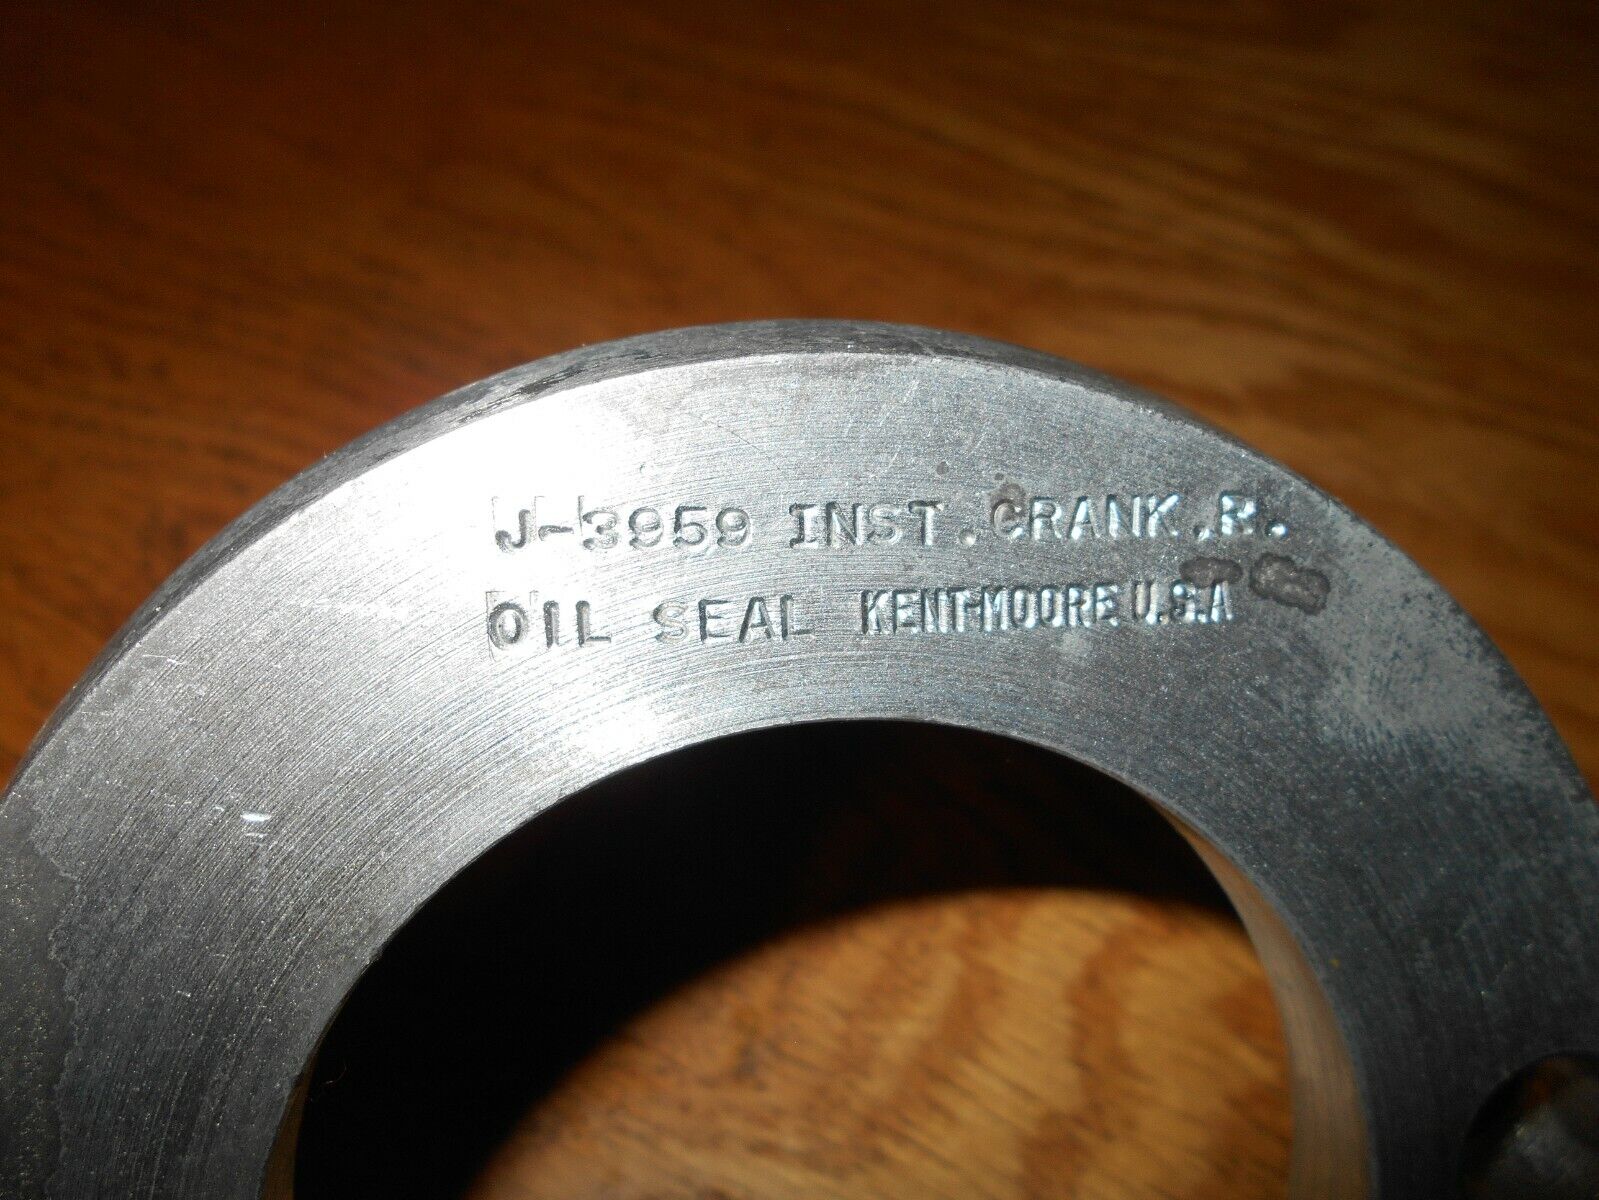 J-3959 INST. CRANK. R.
OIL SEAL KENT-MOORE U.S.A